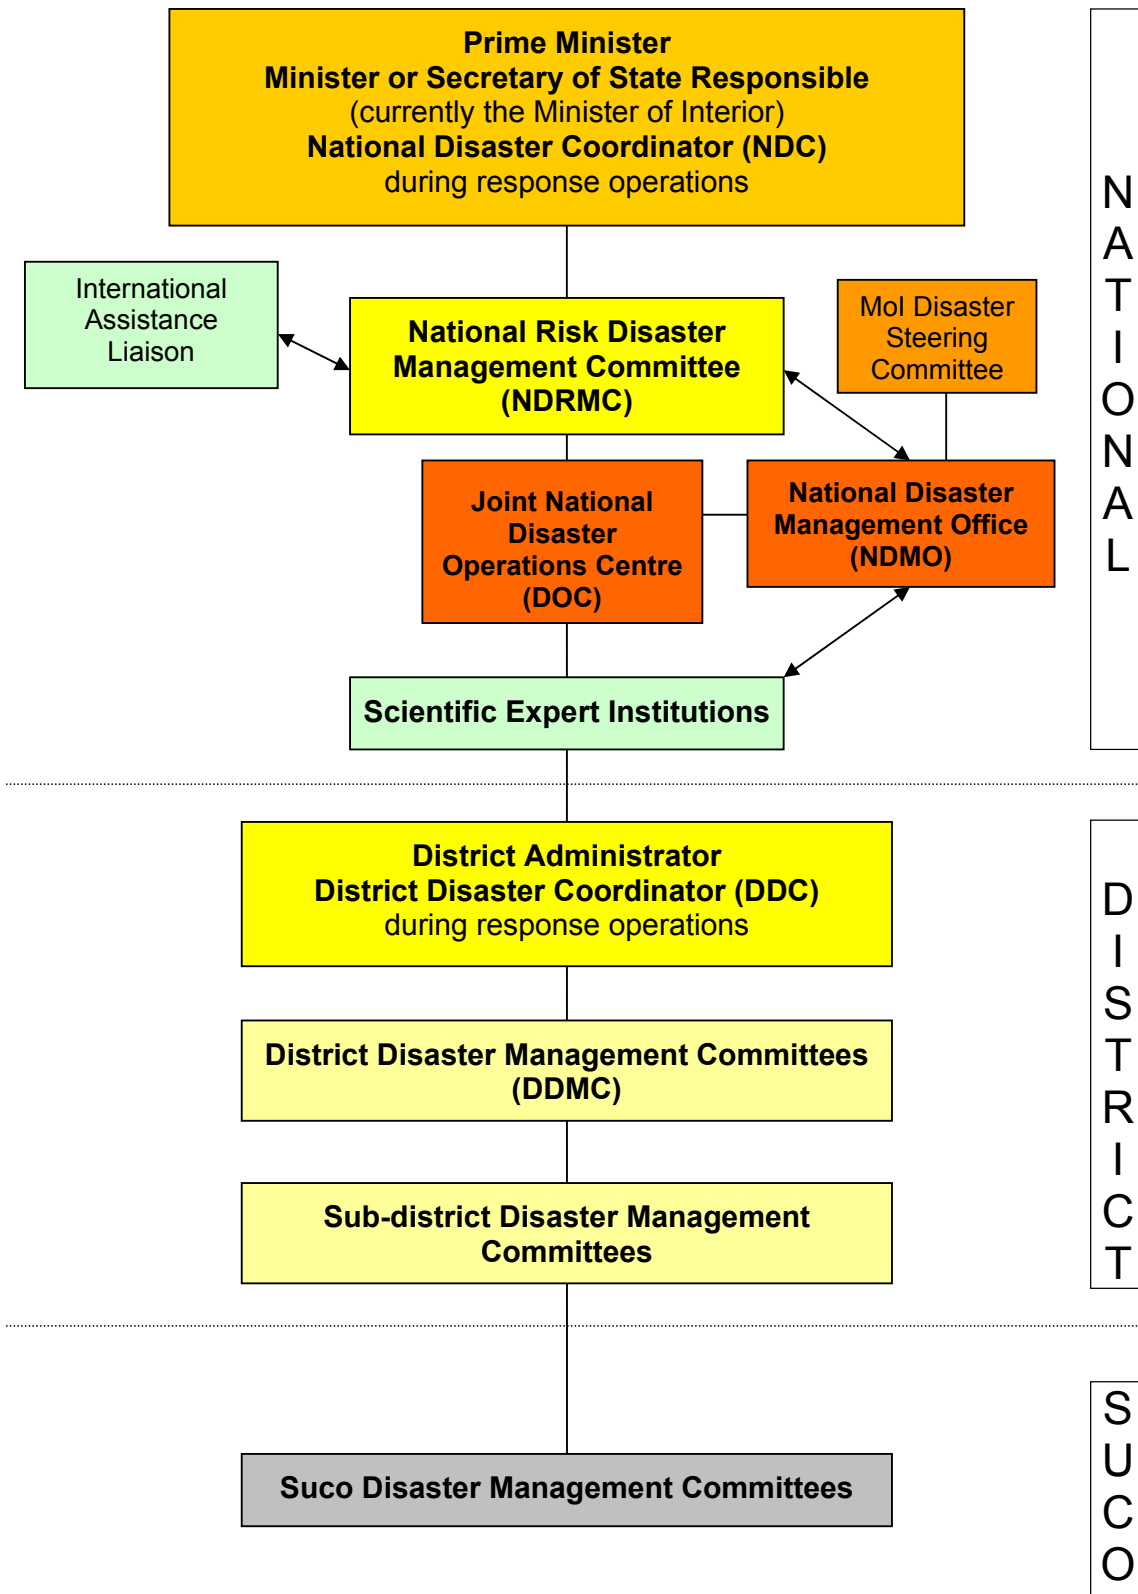 Prime Minister
Minister or Secretary of State Responsible
(currently the Minister of Interior)
National Disaster Coordinator (NDC)
during response operations
International
Assistance
Liaison
National Risk Disaster
Management Committee
(NDRMC)
MoI Disaster
Steering
Committee
Joint National
Disaster
Operations Centre
(DOC)
National Disaster
Management Office
(NDMO)
Scientific Expert Institutions
NATIONAL
District Administrator
District Disaster Coordinator (DDC)
during response operations
District Disaster Management Committees
(DDMC)
Sub-district Disaster Management
Committees
DISTRICT
Suco Disaster Management Committees
SUCO